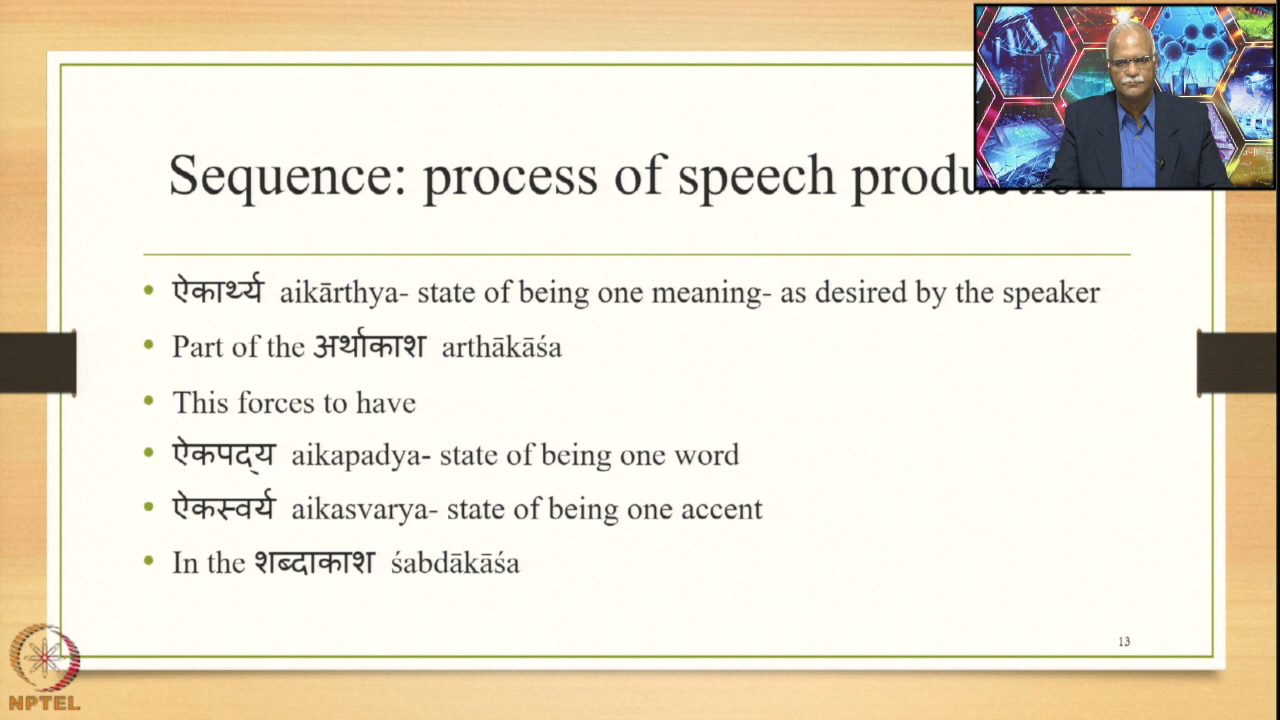 Sequence: process of speech production
• ऐकार्थ्य aikārthya- state of being one meaning- as desired by the speaker
• Part of the अर्थाकाश arthākāśa
• This forces to have
• ऐकपद्य aikapadya- state of being one word
• ऐकस्वर्य aikasvarya- state of being one accent
• In the शब्दाकाश śabdākāśa
13
NPTEL